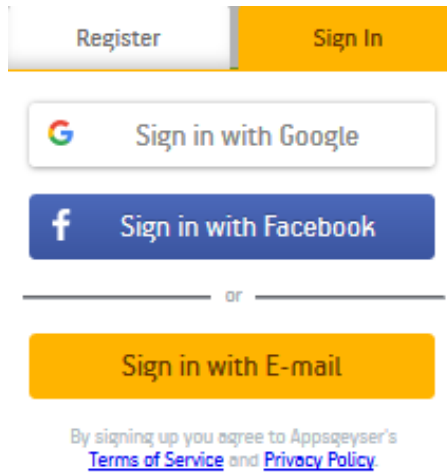 Register
Sign In
Sign in with Google
Sign in with Facebook
or
Sign in with E-mail
By signing up you agree to Appsgeyser's
Terms of Service and Privacy Policy.